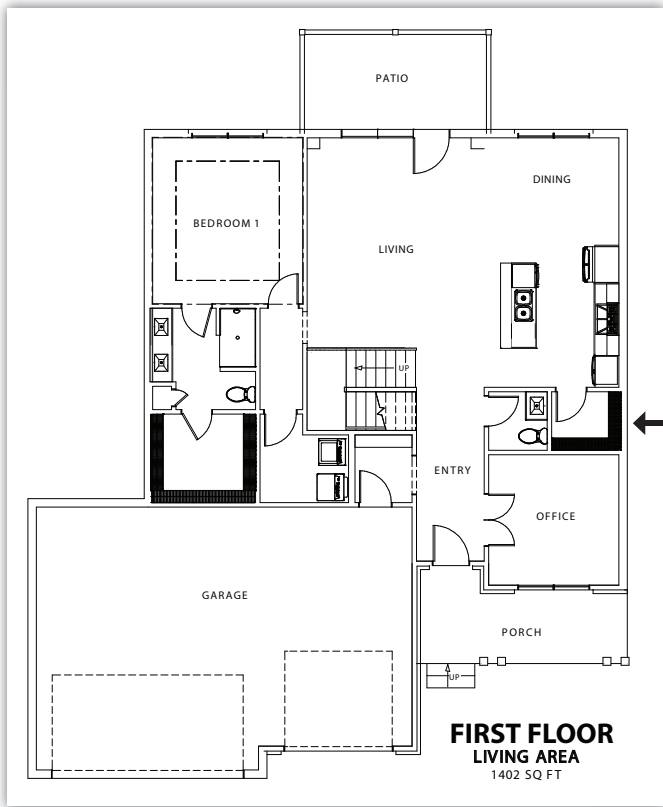 PATIO
DINING
BEDROOM 1
LIVING
UP
ENTRY
OFFICE
GARAGE
PORCH
UP
FIRST FLOOR
LIVING AREA
1402 SQ FT